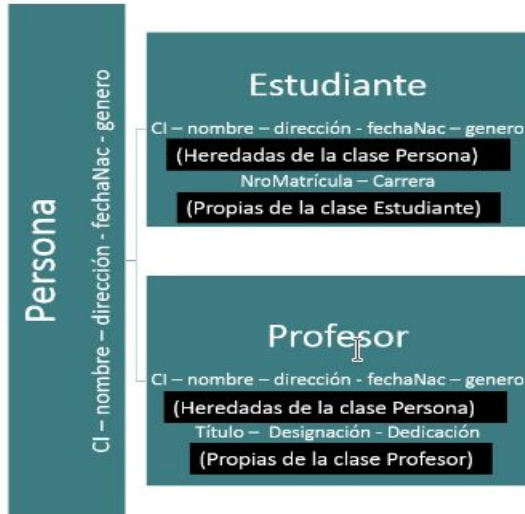 Persona
CI – nombre – dirección - fechaNac - genero
Estudiante
CI – nombre – dirección - fechaNac – genero
(Heredadas de la clase Persona)
NroMatrícula – Carrera
(Propias de la clase Estudiante)
Profesor
CI – nombre – dirección - fechaNac – genero
(Heredadas de la clase Persona)
Título – Designación - Dedicación
(Propias de la clase Profesor)